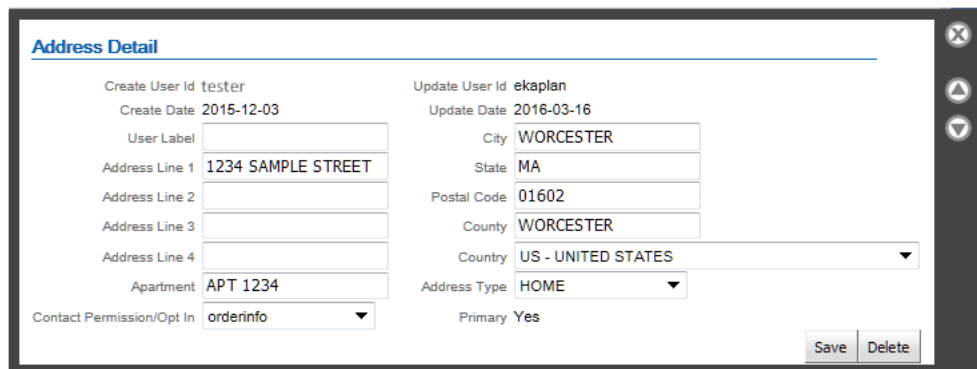 Address Detail
Create User Id tester Update User Id ekaplan
Create Date 2015-12-03 Update Date 2016-03-16
User Label City WORCESTER
Address Line 1 1234 SAMPLE STREET State MA
Address Line 2 Postal Code 01602
Address Line 3 County WORCESTER
Address Line 4 Country US - UNITED STATES
Apartment APT 1234 Address Type HOME
Contact Permission/Opt In orderinfo Primary Yes
Save Delete